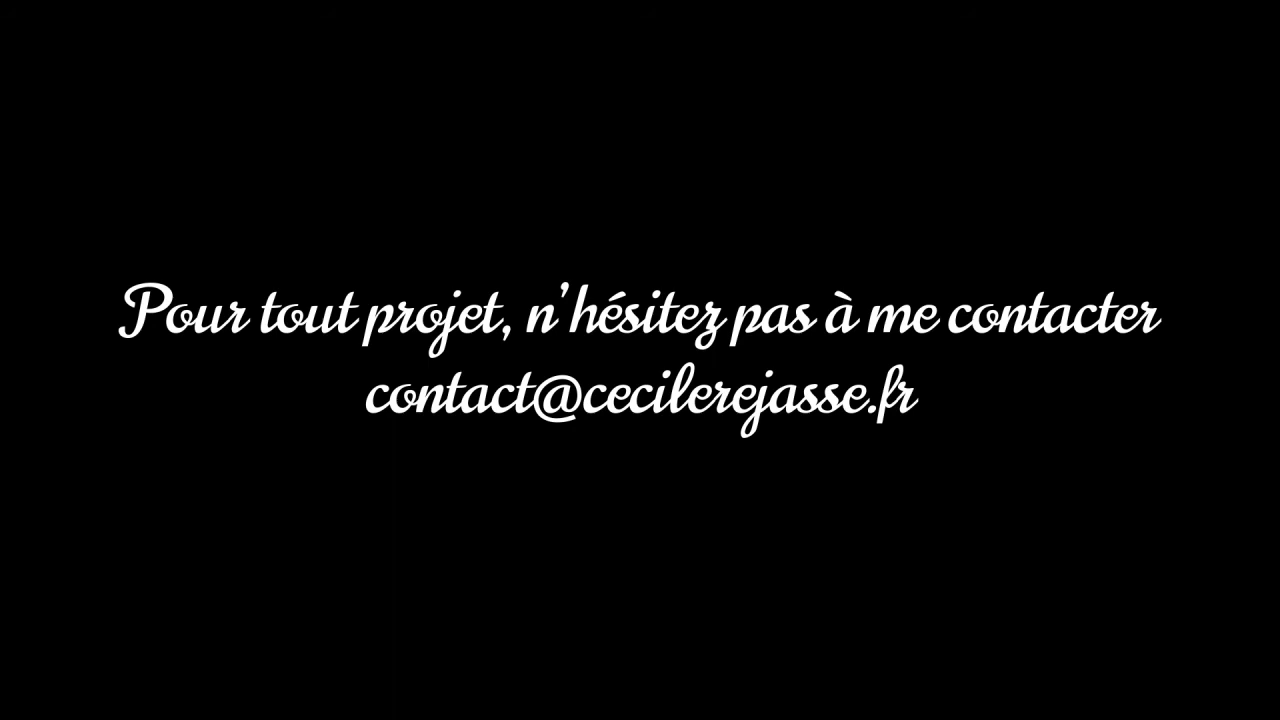 Pour tout projet, n'hésitez pas à me contacter
contact@cecilerejasse.fr